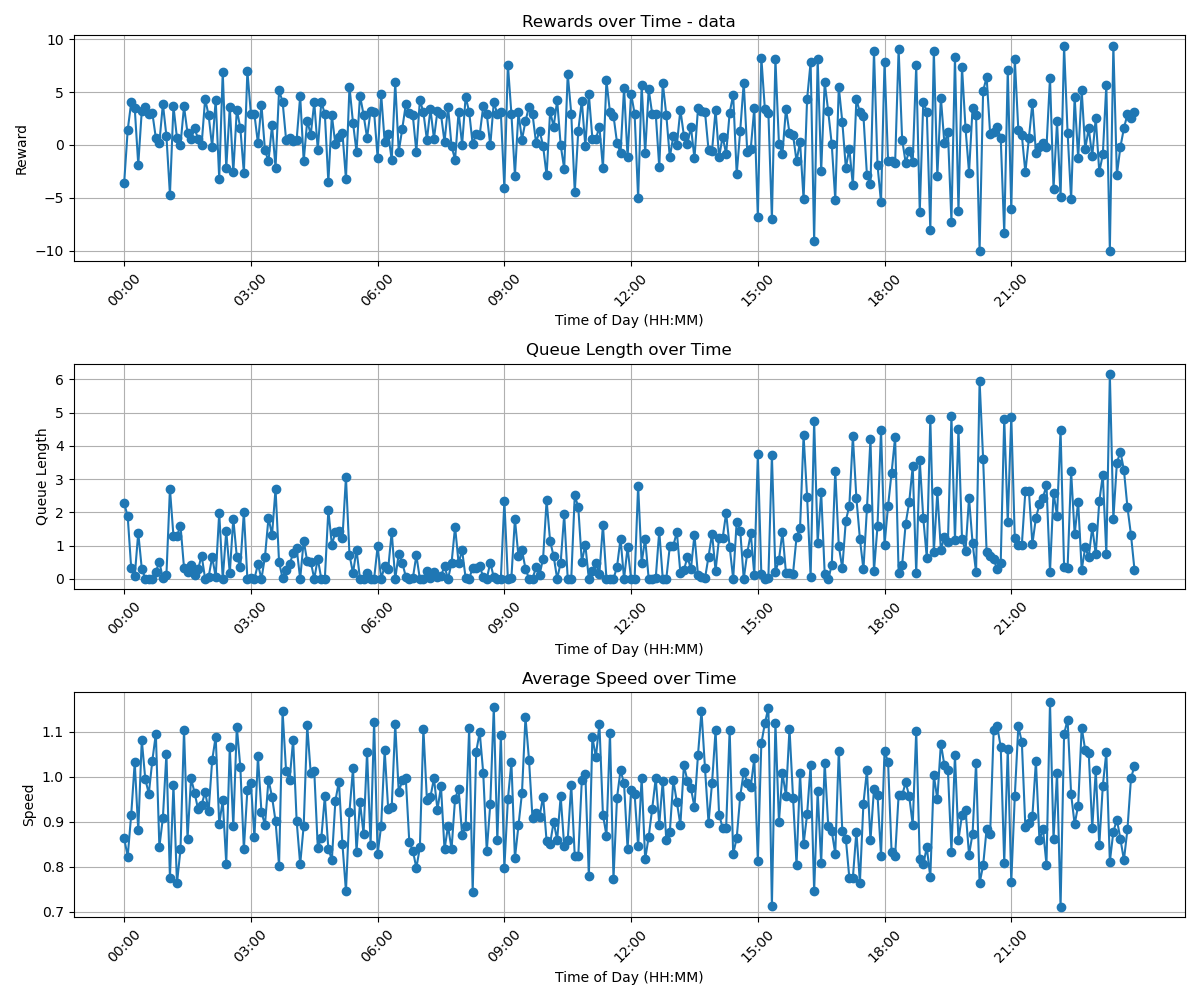 Rewards over Time - data
10
5
0
−5
−10
Reward
00:00 03:00 06:00 09:00 12:00 15:00 18:00 21:00
Time of Day (HH:MM)
Queue Length over Time
6
5
4
3
2
1
0
Queue Length
00:00 03:00 06:00 09:00 12:00 15:00 18:00 21:00
Time of Day (HH:MM)
Average Speed over Time
1.1
1.0
0.9
0.8
0.7
Speed
00:00 03:00 06:00 09:00 12:00 15:00 18:00 21:00
Time of Day (HH:MM)